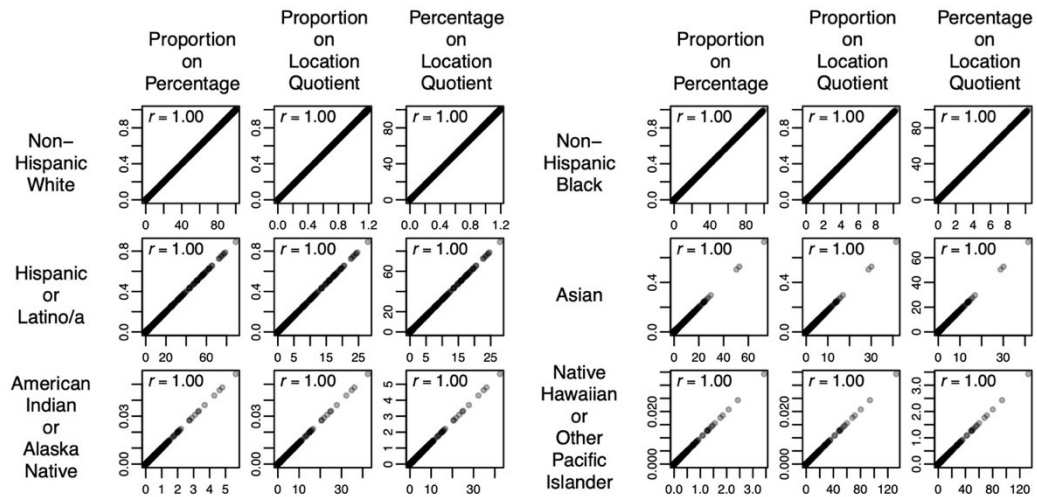 Proportion
on
Percentage
Proportion
on
Location
Quotient
Percentage
on
Location
Quotient
Non−
Hispanic
White
r = 1.00
0.0 0.4 0.8
0 40 80
r = 1.00
0.0 0.4 0.8
0.0 0.2 0.4 0.6 0.8 1.0 1.2
r = 1.00
0 40 80
0.0 0.2 0.4 0.6 0.8 1.0 1.2
Hispanic
or
Latino/a
r = 1.00
0.0 0.4 0.8
0 20 60
r = 1.00
0.0 0.4 0.8
0 5 15 25
r = 1.00
0 20 60
0 5 15 25
American
Indian
or
Alaska
Native
r = 1.00
0.00 0.03
0 1 2 3 4 5
r = 1.00
0.00 0.03
0 10 30
r = 1.00
0 1 2 3 4 5
0 10 30
Proportion
on
Percentage
Proportion
on
Location
Quotient
Percentage
on
Location
Quotient
Non−
Hispanic
Black
r = 1.00
0.0 0.4 0.8
0 40 80
r = 1.00
0.0 0.4 0.8
0 2 4 6 8
r = 1.00
0 40 80
0 2 4 6 8
Asian
r = 1.00
0.0 0.4
0 20 40 60
r = 1.00
0.0 0.4
0 10 30
r = 1.00
0 20 40 60
0 10 30
Native
Hawaiian
or
Other
Pacific
Islander
r = 1.00
0.000 0.020
0.0 1.0 2.0 3.0
r = 1.00
0.000 0.020
0 40 80 120
r = 1.00
0.0 1.0 2.0 3.0
0 40 80 120